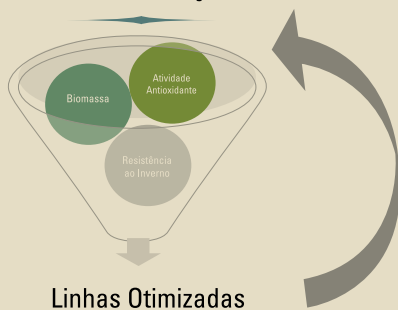 Biomassa
Atividade
Antioxidante
Resistência
ao Inverno
Linhas Otimizadas